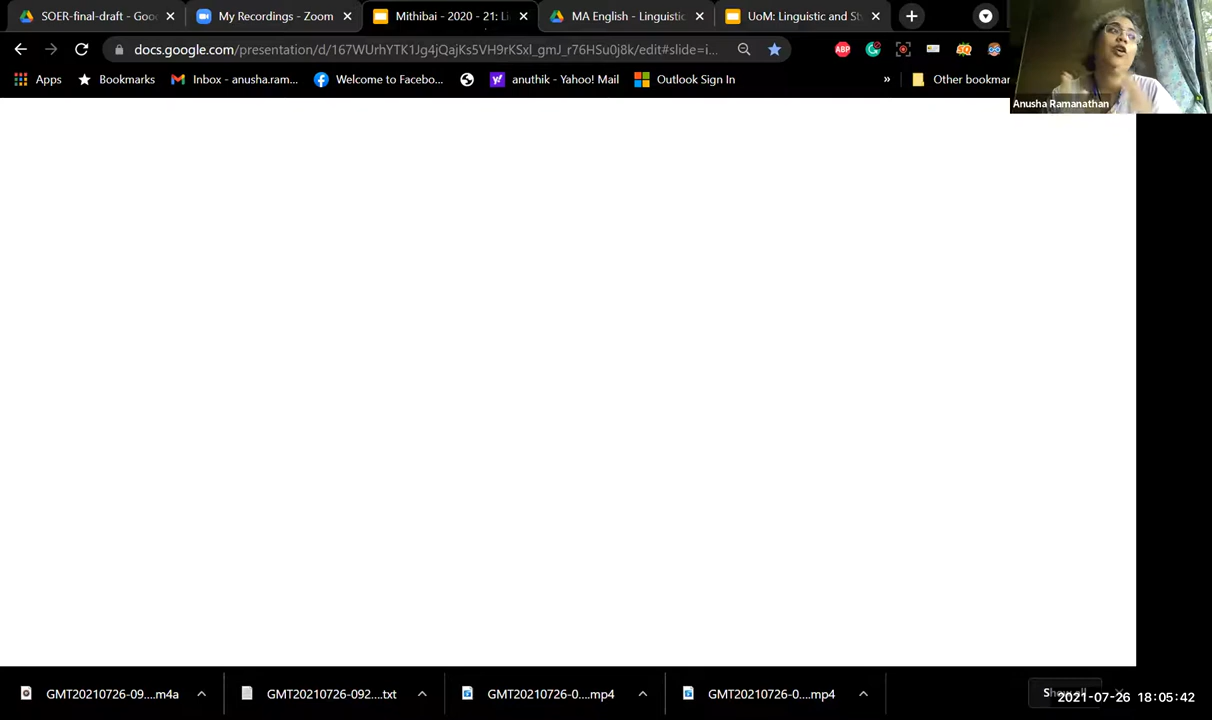 SOER-final-draft - Goo
My Recordings - Zoom
Mithibai - 2020 - 21: Li
MA English - Linguistic
UoM: Linguistic and St
docs.google.com/presentation/d/167WUrhYTK1Jg4jQajKs5VH9rKSxl_gmJ_r76HSu0j8k/edit#slide=i...
ABP
Apps
Bookmarks
Inbox - anusha.ram...
Welcome to Facebo...
anuthik - Yahoo! Mail
Outlook Sign In
»
Other bookmar
Anusha Ramanathan
GMT20210726-09....m4a
GMT20210726-092....txt
GMT20210726-0....mp4
GMT20210726-0....mp4
2021-07-26 18:05:42